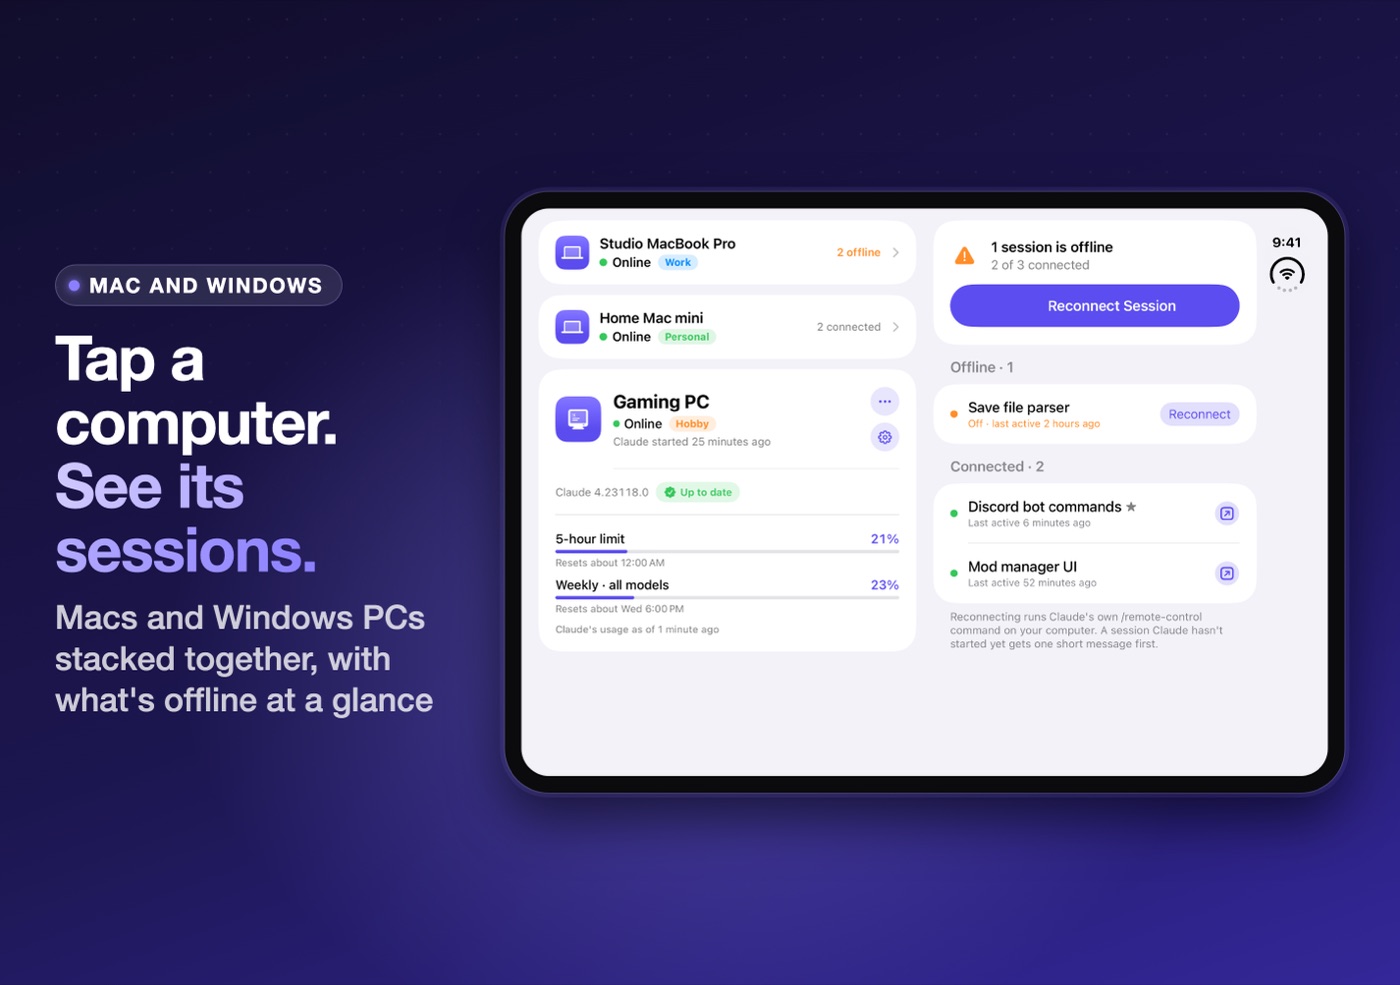 MAC AND WINDOWS
Tap a
computer.
See its
sessions.
Macs and Windows PCs
stacked together, with
what's offline at a glance
Studio MacBook Pro
Online Work
2 offline
Home Mac mini
Online Personal
2 connected
Gaming PC
Online Hobby
Claude started 25 minutes ago
Claude 4.23118.0 Up to date
5-hour limit 21%
Resets about 12:00 AM
Weekly · all models 23%
Resets about Wed 6:00 PM
Claude's usage as of 1 minute ago
1 session is offline
2 of 3 connected
Reconnect Session
Offline · 1
Save file parser
Off · last active 2 hours ago
Reconnect
Connected · 2
Discord bot commands ★
Last active 6 minutes ago
Mod manager UI
Last active 52 minutes ago
Reconnecting runs Claude's own /remote-control
command on your computer. A session Claude hasn't
started yet gets one short message first.
9:41